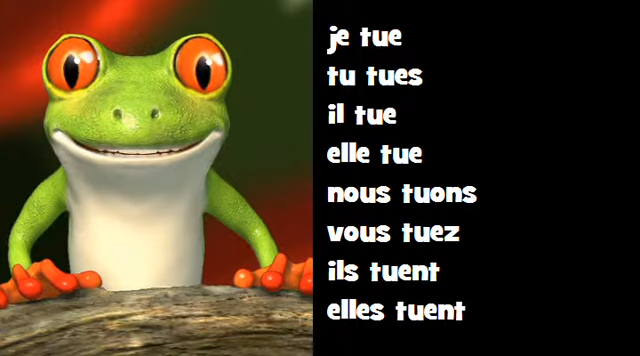 je tue
tu tues
il tue
elle tue
nous tuons
vous tuez
ils tuent
elles tuent